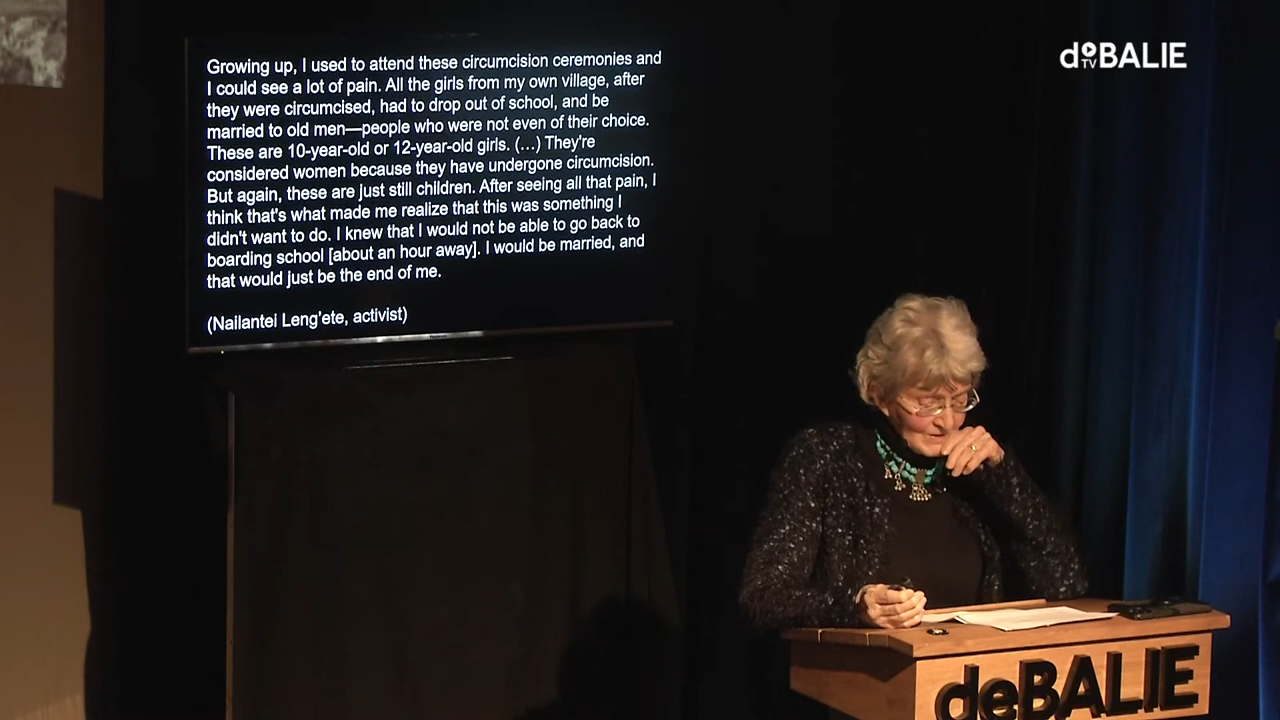 Growing up, I used to attend these circumcision ceremonies and
I could see a lot of pain. All the girls from my own village, after
they were circumcised, had to drop out of school, and be
married to old men—people who were not even of their choice.
These are 10-year-old or 12-year-old girls. (…) They're
considered women because they have undergone circumcision.
But again, these are just still children. After seeing all that pain, I
think that's what made me realize that this was something I
didn't want to do. I knew that I would not be able to go back to
boarding school [about an hour away]. I would be married, and
that would just be the end of me.
(Nailantei Leng'ete, activist)
deBALIE
TV
deBALIE